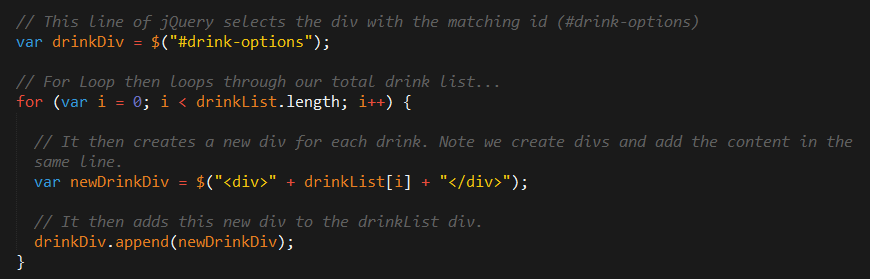 // This line of jQuery selects the div with the matching id (#drink-options)
var drinkDiv = $("#drink-options");
// For Loop then loops through our total drink list...
for (var i = 0; i < drinkList.length; i++) {
// It then creates a new div for each drink. Note we create divs and add the content in the
same line.
var newDrinkDiv = $("<div>" + drinkList[i] + "</div>");
// It then adds this new div to the drinkList div.
drinkDiv.append(newDrinkDiv);
}